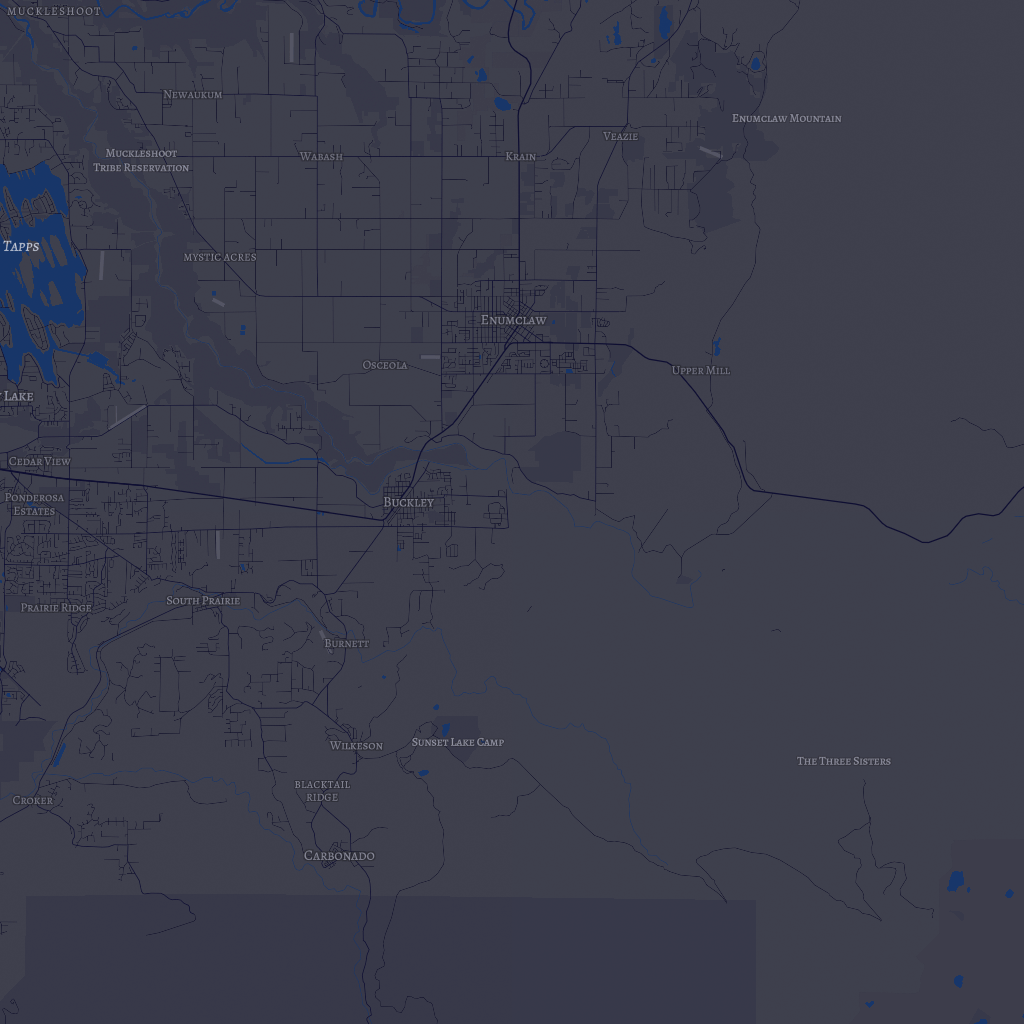 MUCKLESHOOT
NEWAUKUM
ENUMCLAW MOUNTAIN
VEAZIE
MUCKLESHOOT
TRIBE RESERVATION
WABASH
KRAIN
TAPPS
MYSTIC ACRES
ENUMCLAW
OSCEOLA
UPPER MILL
LAKE
CEDAR VIEW
PONDEROSA
ESTATES
BUCKLEY
SOUTH PRAIRIE
PRAIRIE RIDGE
BURNETT
WILKESON
SUNSET LAKE CAMP
THE THREE SISTERS
BLACKTAIL
RIDGE
CROKER
CARBONADO